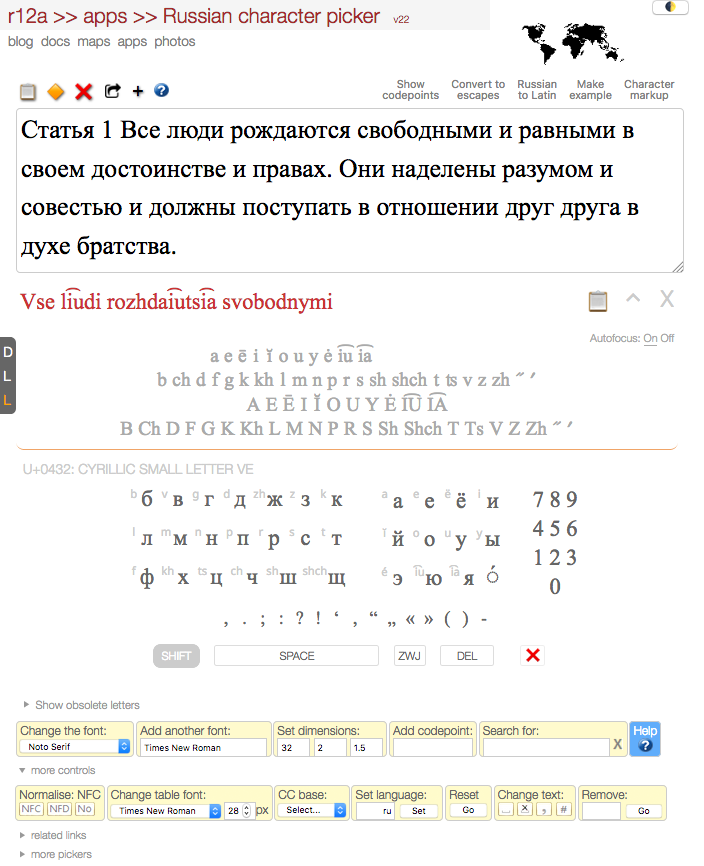 r12a >> apps >> Russian character picker v22
blog docs maps apps photos
Show codepoints
Convert to escapes
Russian to Latin
Make example
Character markup
Статья 1 Все люди рождаются свободными и равными в
своем достоинстве и правах. Они наделены разумом и
совестью и должны поступать в отношении друг друга в
духе братства.
Vse li͡udi rozhdai͡utsi͡a svobodnymi
X
Autofocus: On Off
D
L
L
a e ē i ĭ o u y ė i͡u i͡a
b ch d f g k kh l m n p r s sh shch t ts v z zh ʺ ʹ
A E Ē I Ĭ O U Y Ė I͡U I͡A
B Ch D F G K Kh L M N P R S Sh Shch T Ts V Z Zh ʺ ʹ
U+0432: CYRILLIC SMALL LETTER VE
b б v в g г d д zh ж z з k к a а e е ē ё i и 7 8 9
l л m м n н p п r р s с t т ĭ й o о u у y ы 4 5 6
f ф kh х ts ц ch ч sh ш shch щ ė э i͡u ю i͡a я ◌́ 1 2 3
0
, . ; : ? ! ‘ ‚ “ „ « » ( ) -
SHIFT SPACE ZWJ DEL
Show obsolete letters
Change the font: Add another font: Set dimensions: Add codepoint: Search for: Help
Noto Serif Times New Roman 32 2 1.5 X ?
more controls
Normalise: NFC Change table font: CC base: Set language: Reset Change text: Remove:
NFC NFD No Times New Roman 28 px Select... ru Set Go , # Go
related links
more pickers